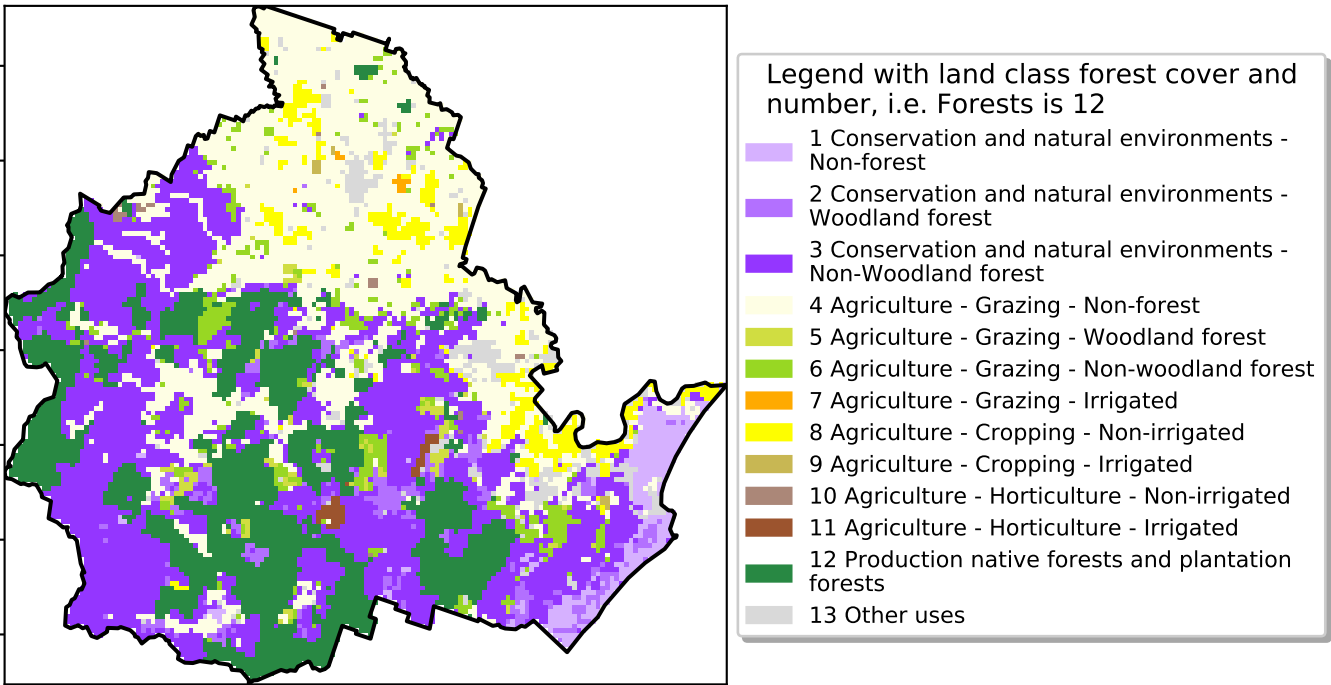 Legend with land class forest cover and
number, i.e. Forests is 12
1 Conservation and natural environments -
Non-forest
2 Conservation and natural environments -
Woodland forest
3 Conservation and natural environments -
Non-Woodland forest
4 Agriculture - Grazing - Non-forest
5 Agriculture - Grazing - Woodland forest
6 Agriculture - Grazing - Non-woodland forest
7 Agriculture - Grazing - Irrigated
8 Agriculture - Cropping - Non-irrigated
9 Agriculture - Cropping - Irrigated
10 Agriculture - Horticulture - Non-irrigated
11 Agriculture - Horticulture - Irrigated
12 Production native forests and plantation
forests
13 Other uses